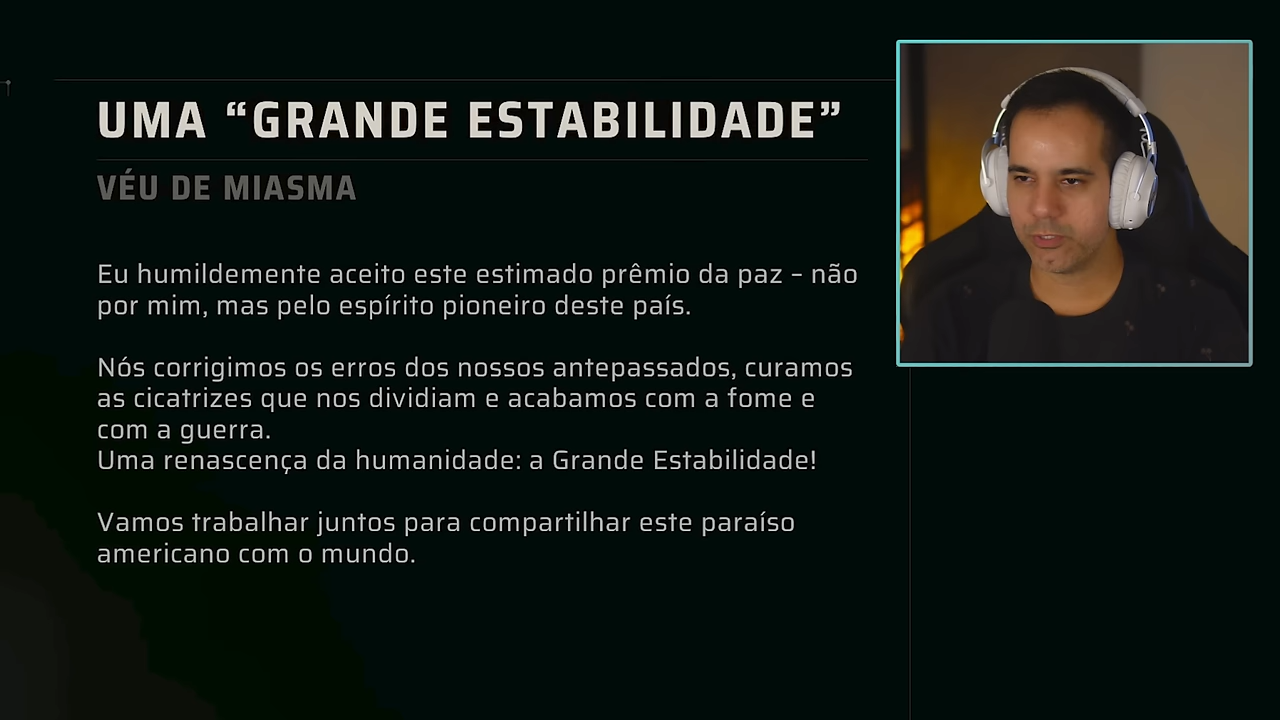 UMA “GRANDE ESTABILIDADE”
VÉU DE MIASMA
Eu humildemente aceito este estimado prêmio da paz – não
por mim, mas pelo espírito pioneiro deste país.
Nós corrigimos os erros dos nossos antepassados, curamos
as cicatrizes que nos dividiam e acabamos com a fome e
com a guerra.
Uma renascença da humanidade: a Grande Estabilidade!
Vamos trabalhar juntos para compartilhar este paraíso
americano com o mundo.